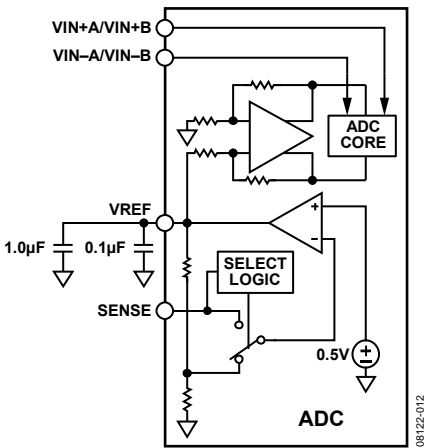 VIN+A/VIN+B
VIN–A/VIN–B
ADC
CORE
VREF
1.0µF
0.1µF
+
–
SELECT
LOGIC
SENSE
0.5V
+
–
ADC
08122-012